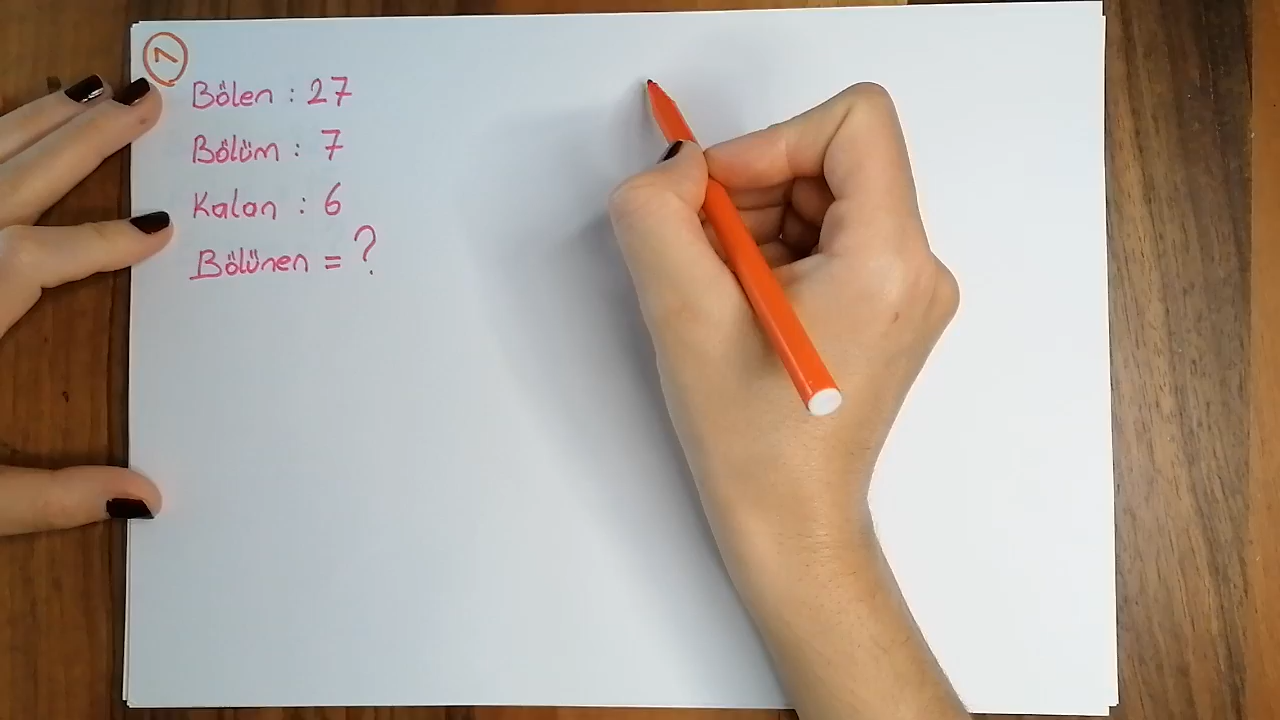 1
Bölen : 27
Bölüm : 7
Kalan : 6
Bölünen = ?